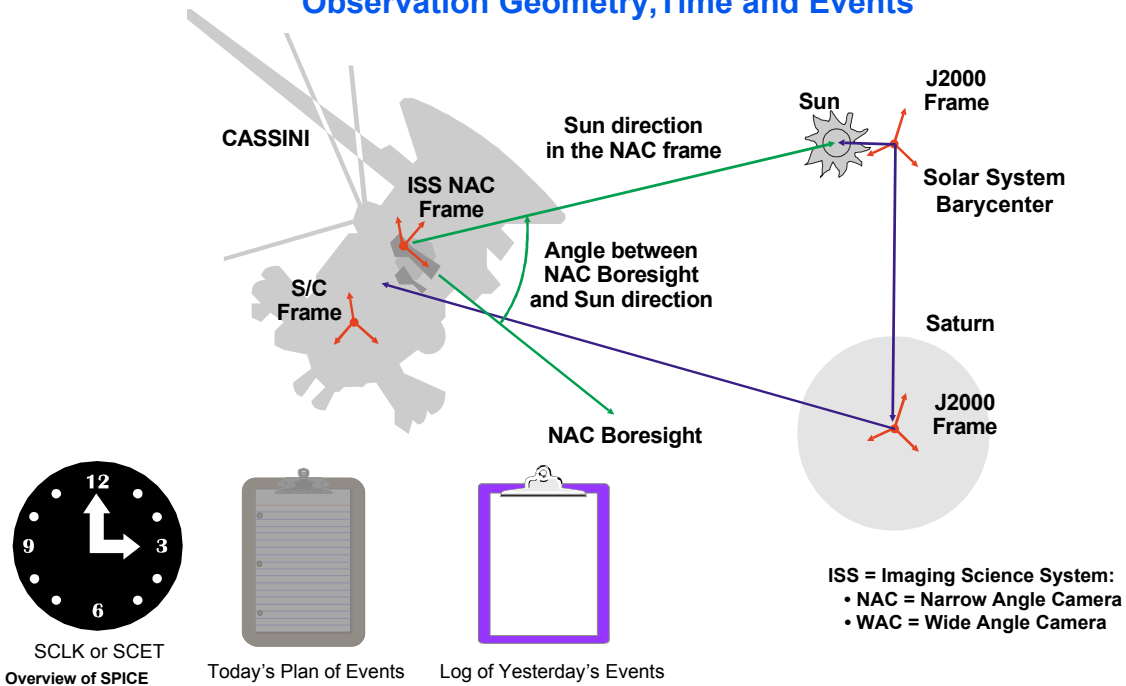 Observation Geometry,Time and Events
J2000
Frame
Sun
Sun direction
in the NAC frame
CASSINI
Solar System
Barycenter
ISS NAC
Frame
Angle between
NAC Boresight
and Sun direction
S/C
Frame
Saturn
J2000
Frame
NAC Boresight
12
9
3
6
ISS = Imaging Science System:
• NAC = Narrow Angle Camera
• WAC = Wide Angle Camera
SCLK or SCET
Today’s Plan of Events
Log of Yesterday’s Events
Overview of SPICE